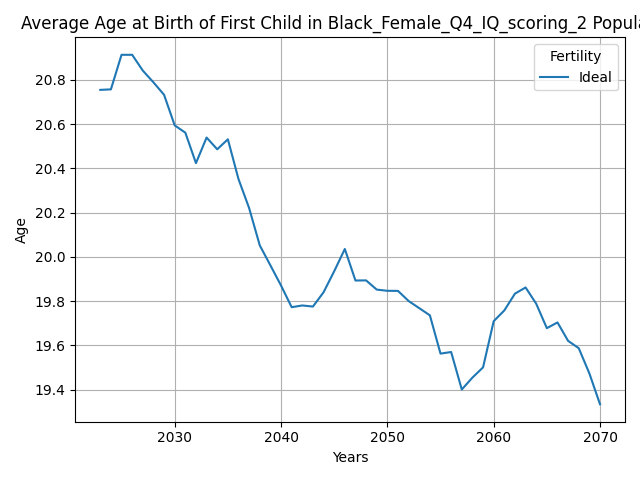 Average Age at Birth of First Child in Black_Female_Q4_IQ_scoring_2 Popula
Fertility
Ideal
20.8
20.6
20.4
20.2
20.0
19.8
19.6
19.4
Age
2030 2040 2050 2060 2070
Years